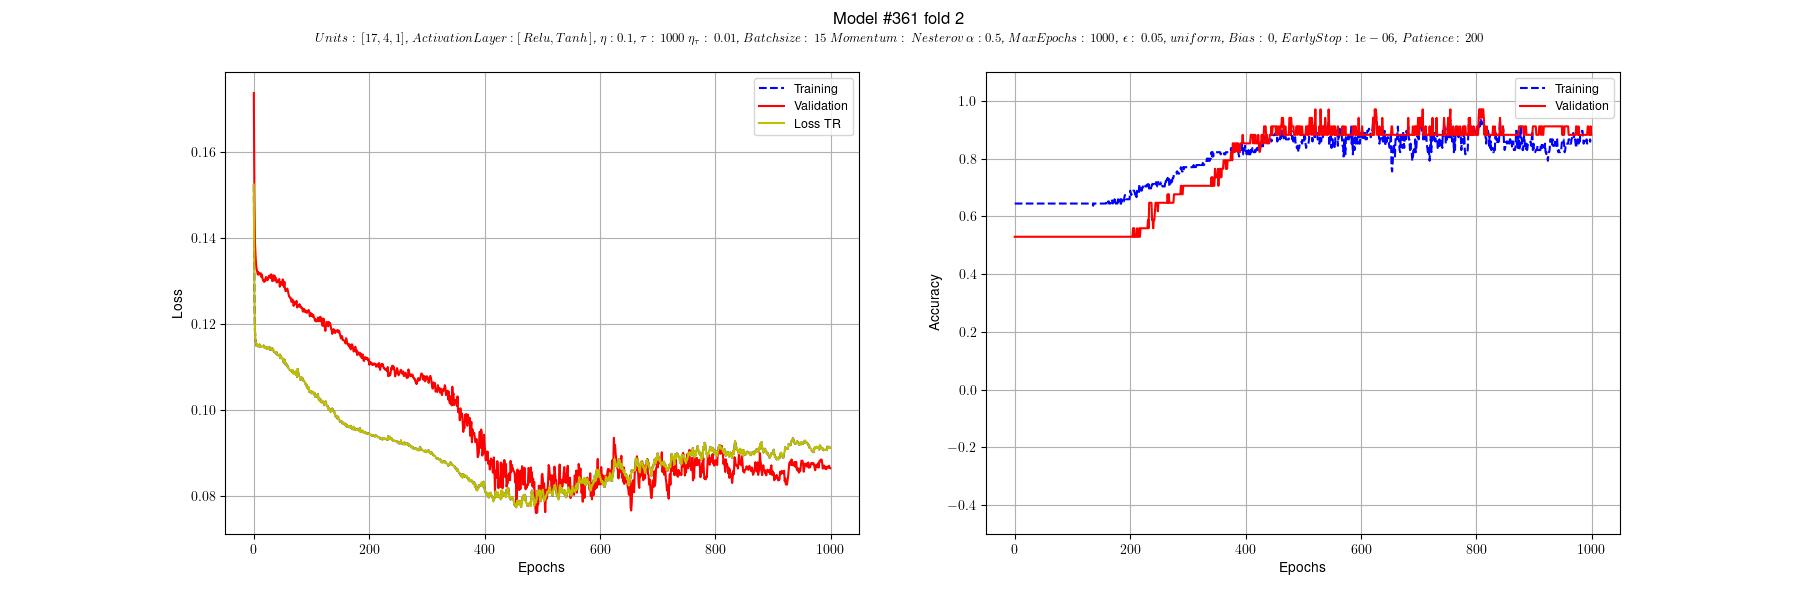 Model #361 fold 2
Units : [17, 4, 1], ActivationLayer : [ Relu, Tanh ], η : 0.1, τ : 1000 η_τ : 0.01, Batchsize : 15 Momentum : Nesterov α : 0.5, MaxEpochs : 1000, ϵ : 0.05, uniform, Bias : 0, EarlyStop : 1e − 06, Patience : 200
Training
Validation
Loss TR
0.16
0.14
0.12
0.10
0.08
Loss
0 200 400 600 800 1000
Epochs
Training
Validation
1.0
0.8
0.6
0.4
0.2
0.0
−0.2
−0.4
Accuracy
0 200 400 600 800 1000
Epochs